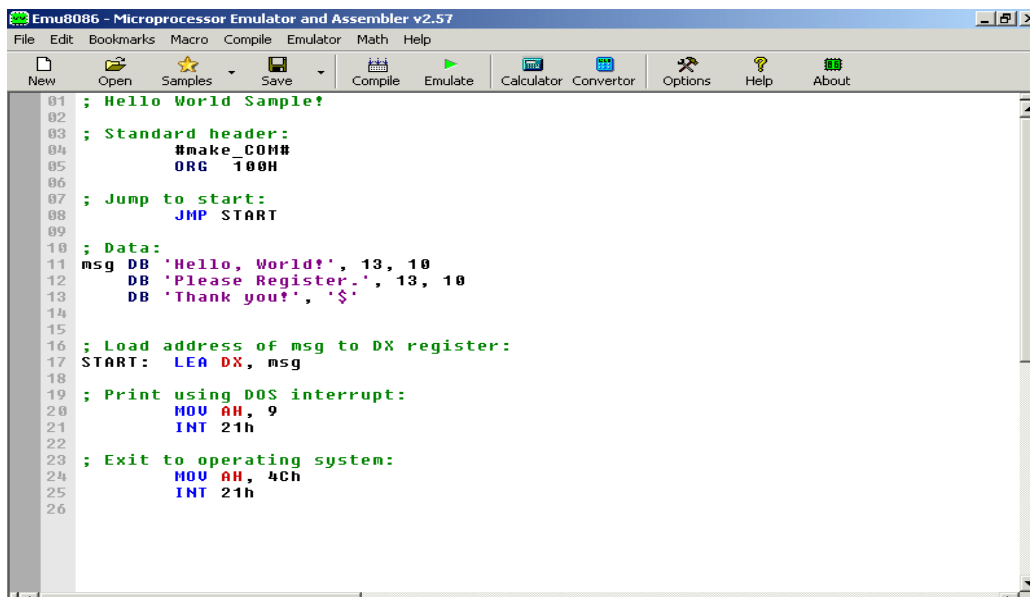 Emu8086 - Microprocessor Emulator and Assembler v2.57
File Edit Bookmarks Macro Compile Emulator Math Help
New Open Samples Save Compile Emulate Calculator Convertor Options Help About
01 ; Hello World Sample!
02
03 ; Standard header:
04 #make_COM#
05 ORG 100H
06
07 ; Jump to start:
08 JMP START
09
10 ; Data:
11 msg DB 'Hello, World!', 13, 10
12 DB 'Please Register.', 13, 10
13 DB 'Thank you!', '$'
14
15
16 ; Load address of msg to DX register:
17 START: LEA DX, msg
18
19 ; Print using DOS interrupt:
20 MOV AH, 9
21 INT 21h
22
23 ; Exit to operating system:
24 MOV AH, 4Ch
25 INT 21h
26